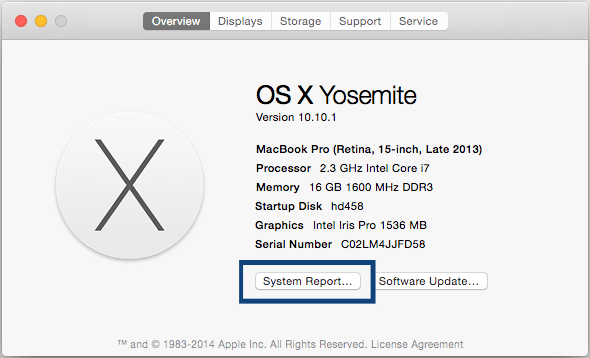 Overview Displays Storage Support Service
OS X Yosemite
Version 10.10.1
MacBook Pro (Retina, 15-inch, Late 2013)
Processor 2.3 GHz Intel Core i7
Memory 16 GB 1600 MHz DDR3
Startup Disk hd458
Graphics Intel Iris Pro 1536 MB
Serial Number C02LM4JJFD58
System Report... Software Update...
™ and © 1983-2014 Apple Inc. All Rights Reserved. License Agreement